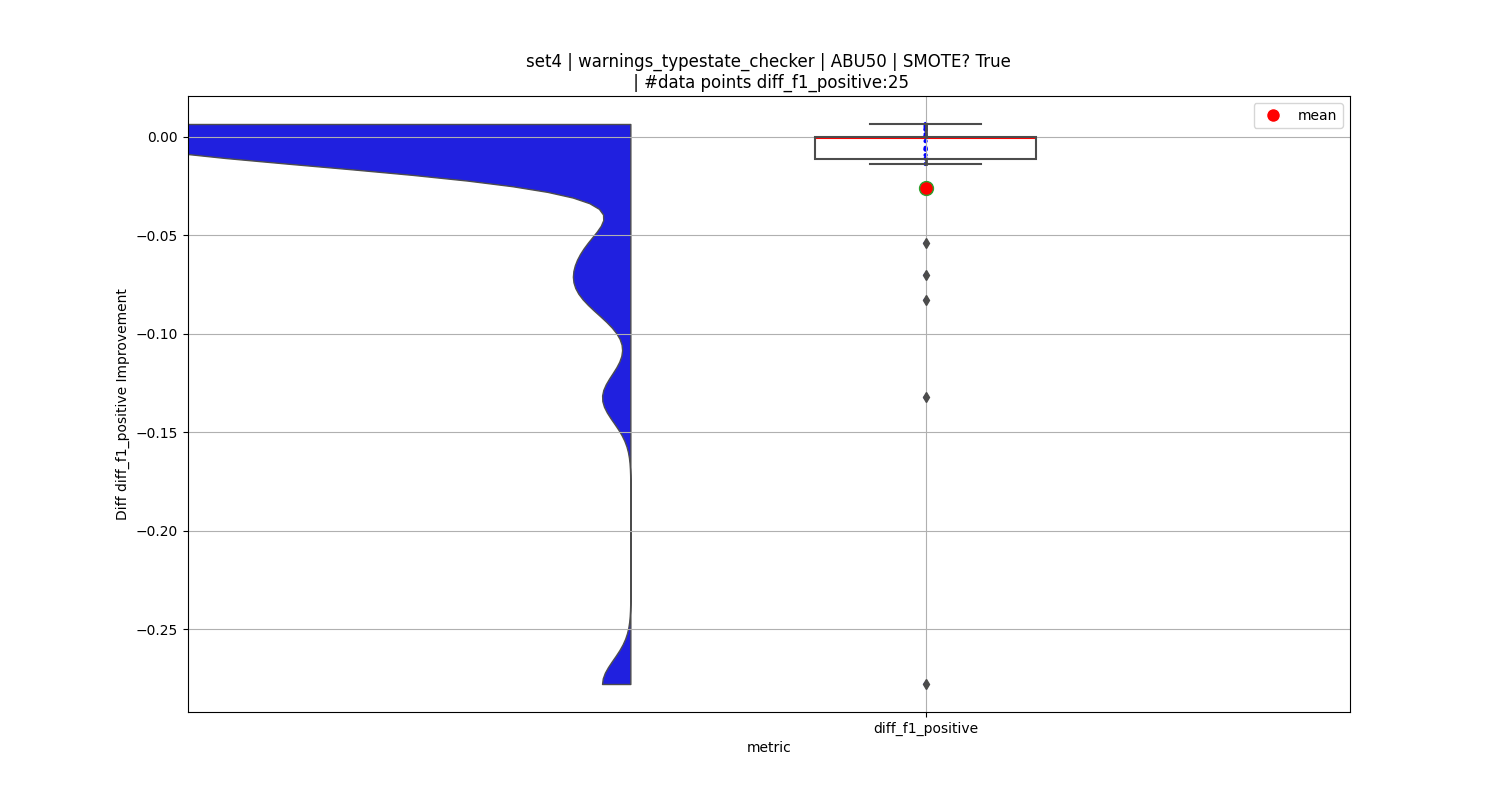 set4 | warnings_typestate_checker | ABU50 | SMOTE? True
| #data points diff_f1_positive:25
mean
0.00
−0.05
−0.10
−0.15
−0.20
−0.25
Diff diff_f1_positive Improvement
diff_f1_positive
metric